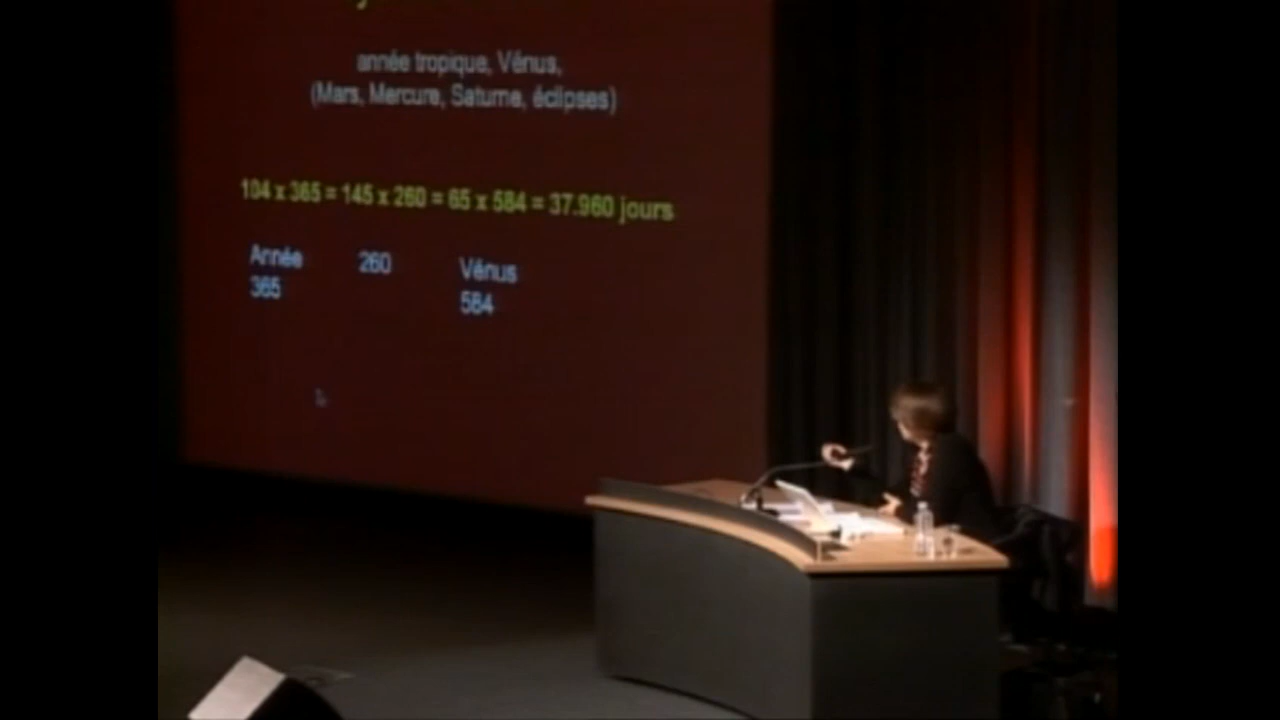 année tropique, Vénus,
(Mars, Mercure, Saturne, éclipses)
104 x 365 = 145 x 260 = 65 x 584 = 37.960 jours
Année 260 Vénus
365 584